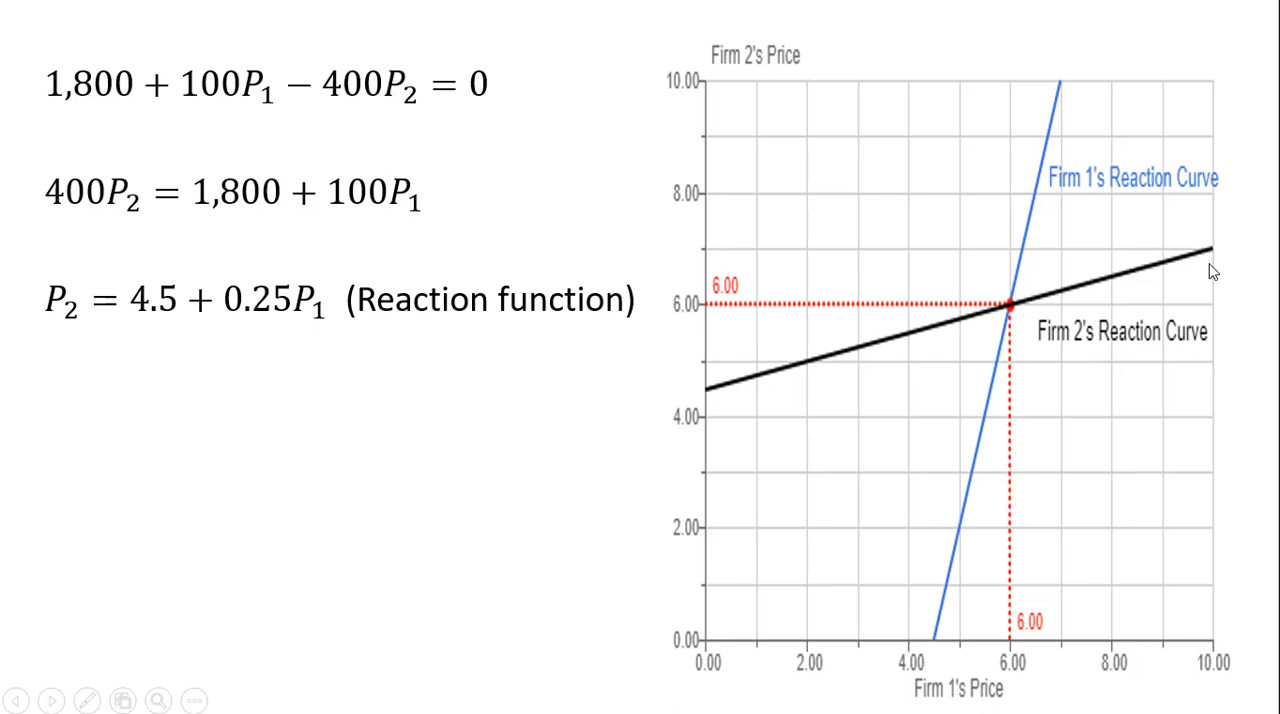 1,800 + 100P₁ − 400P₂ = 0
400P₂ = 1,800 + 100P₁
P₂ = 4.5 + 0.25P₁ (Reaction function)
Firm 2's Price
10.00
8.00
6.00
4.00
2.00
0.00
Firm 1's Reaction Curve
6.00
Firm 2's Reaction Curve
6.00
0.00 2.00 4.00 6.00 8.00 10.00
Firm 1's Price